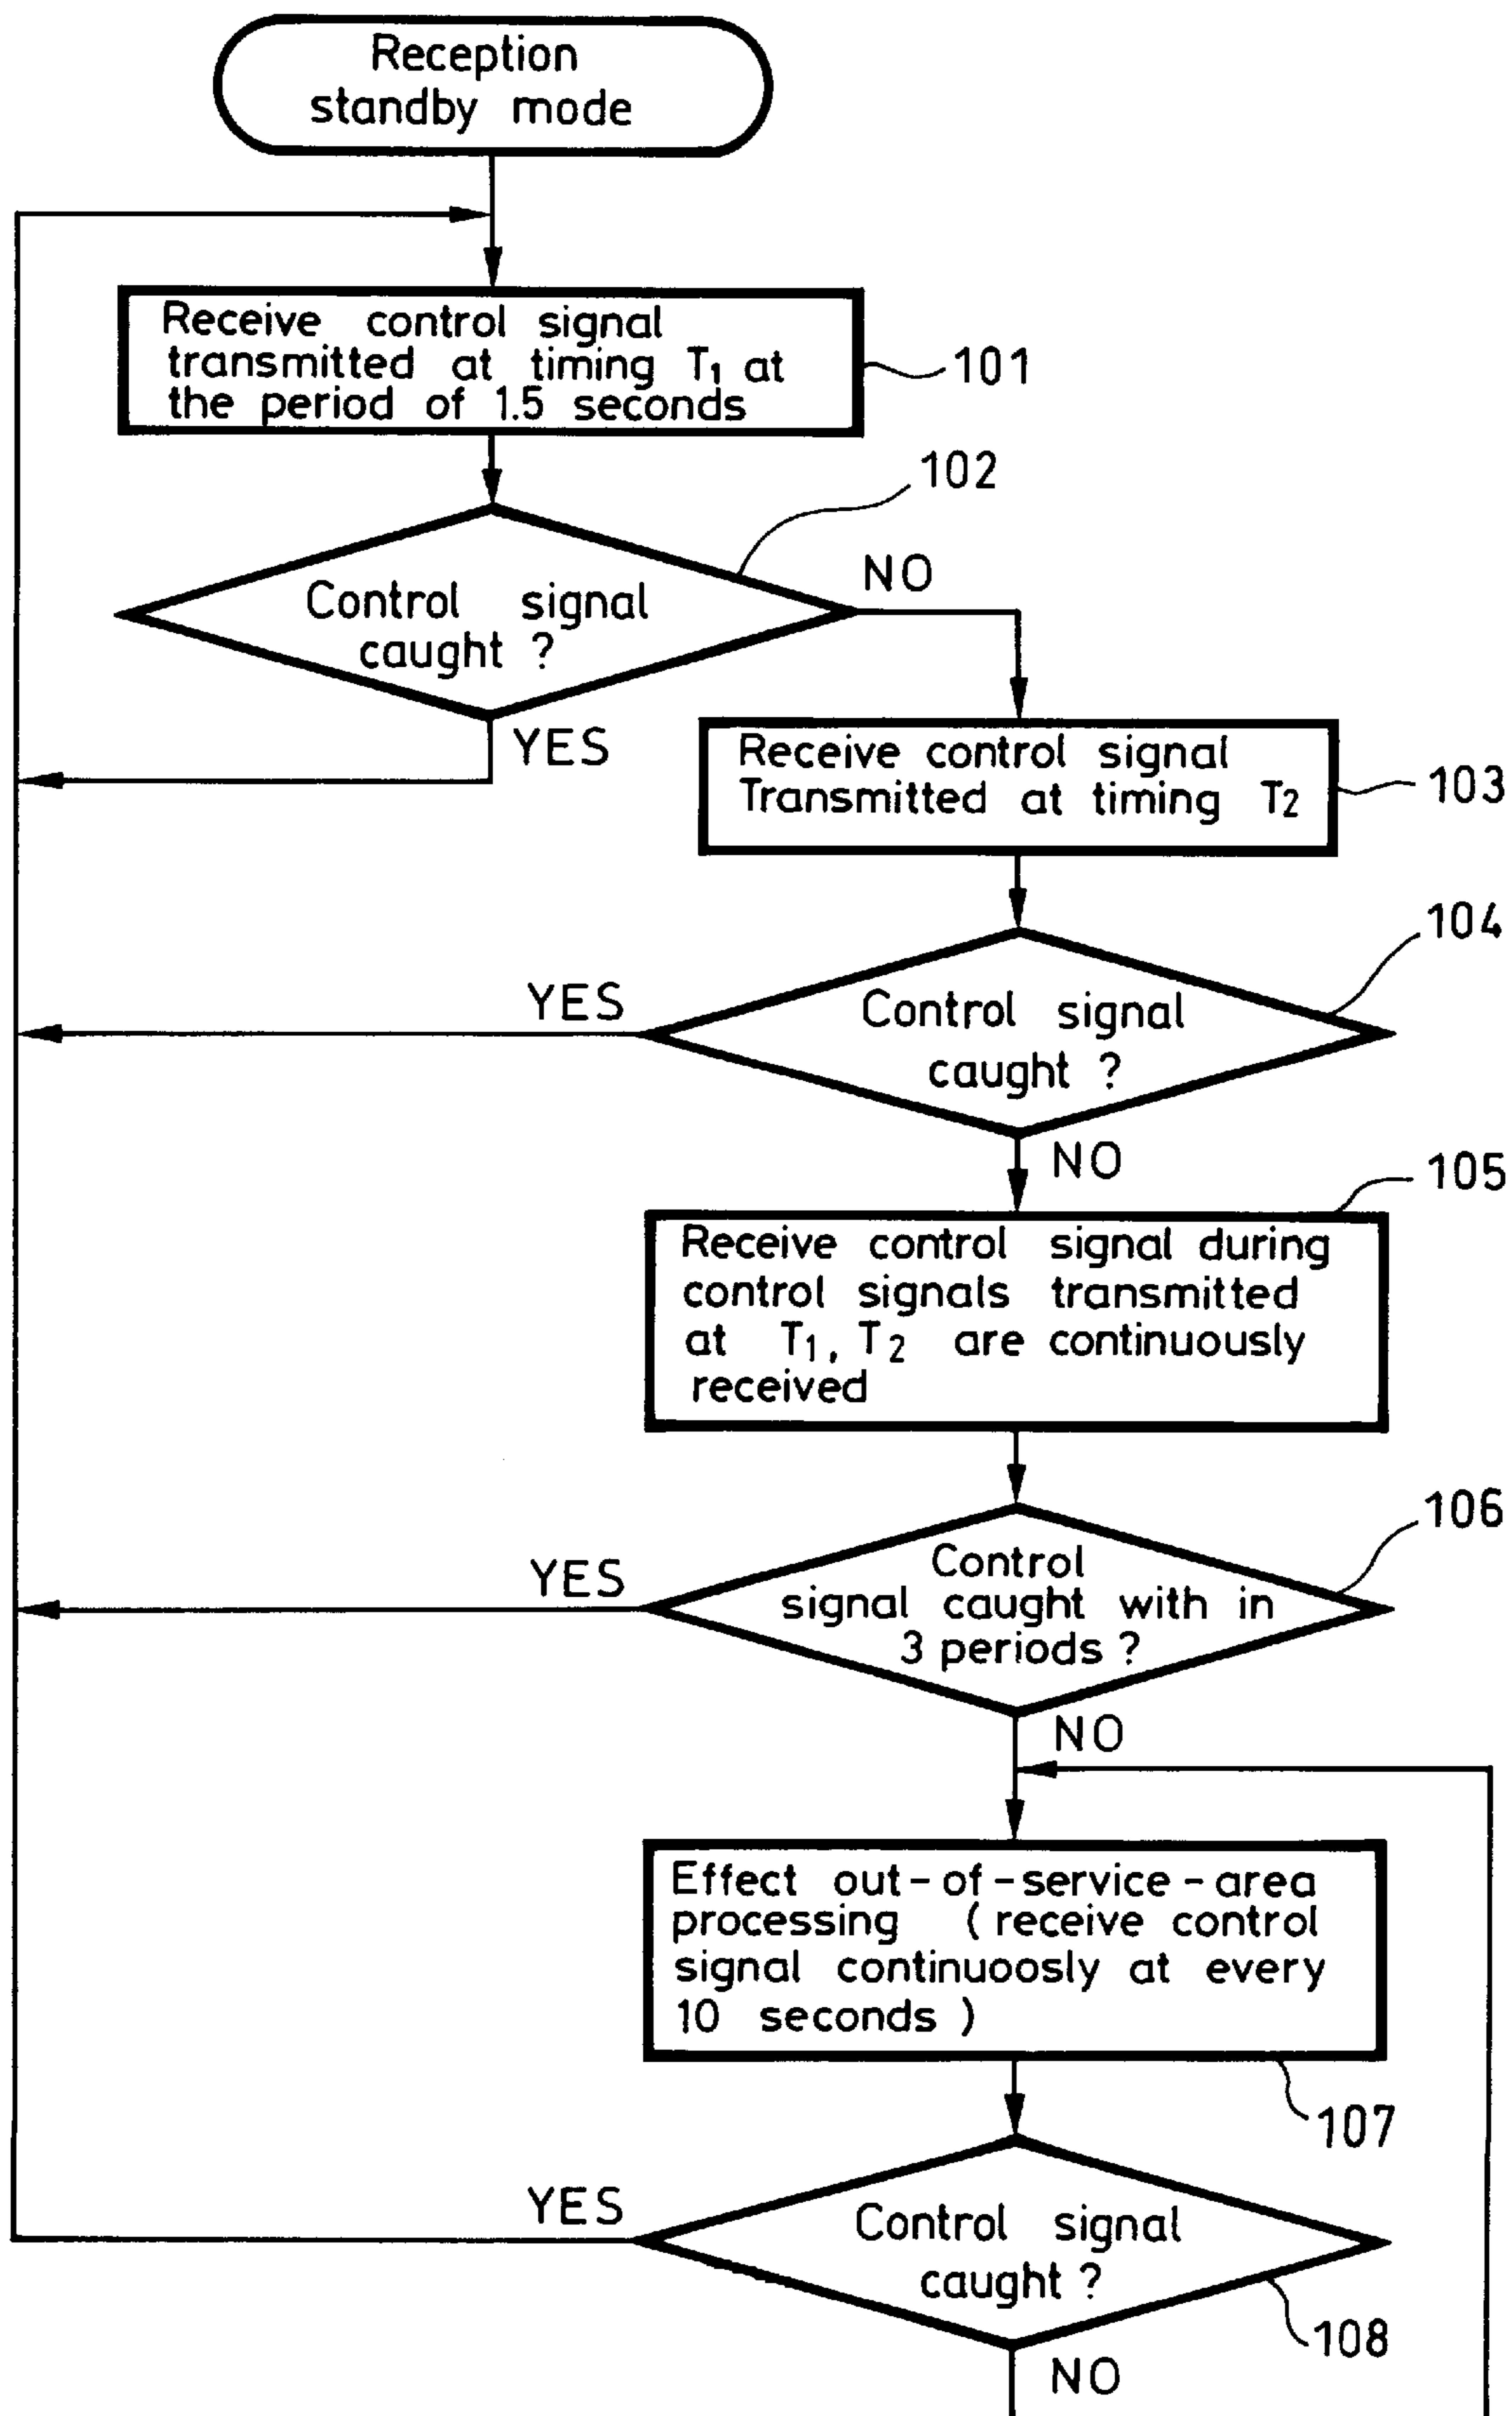 Reception
standby mode
Receive control signal
transmitted at timing T1 at
the period of 1.5 seconds
101
102
Control signal
caught ?
NO
YES
Receive control signal
Transmitted at timing T2
103
104
Control signal
caught ?
YES
NO
105
Receive control signal during
control signals transmitted
at T1, T2 are continuously
received
106
Control
signal caught with in
3 periods ?
YES
NO
Effect out-of-service-area
processing (receive control
signal continuoosly at every
10 seconds)
107
Control signal
caught ?
YES
108
NO